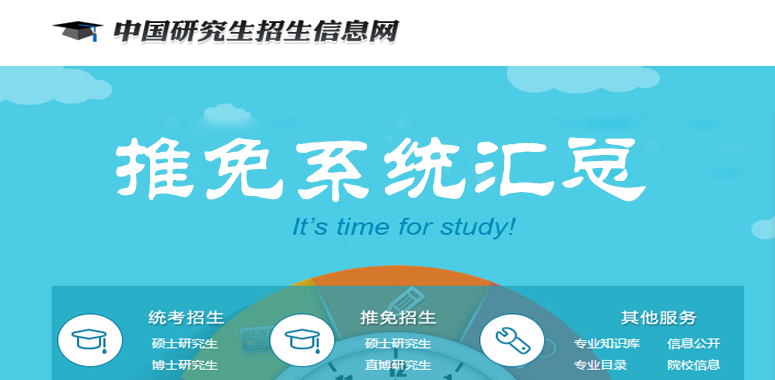 中国研究生招生信息网
推免系统汇总
It's time for study!
统考招生
硕士研究生
博士研究生
推免招生
硕士研究生
直博研究生
其他服务
专业知识库 信息公开
专业目录 院校信息
NEWS
11
12